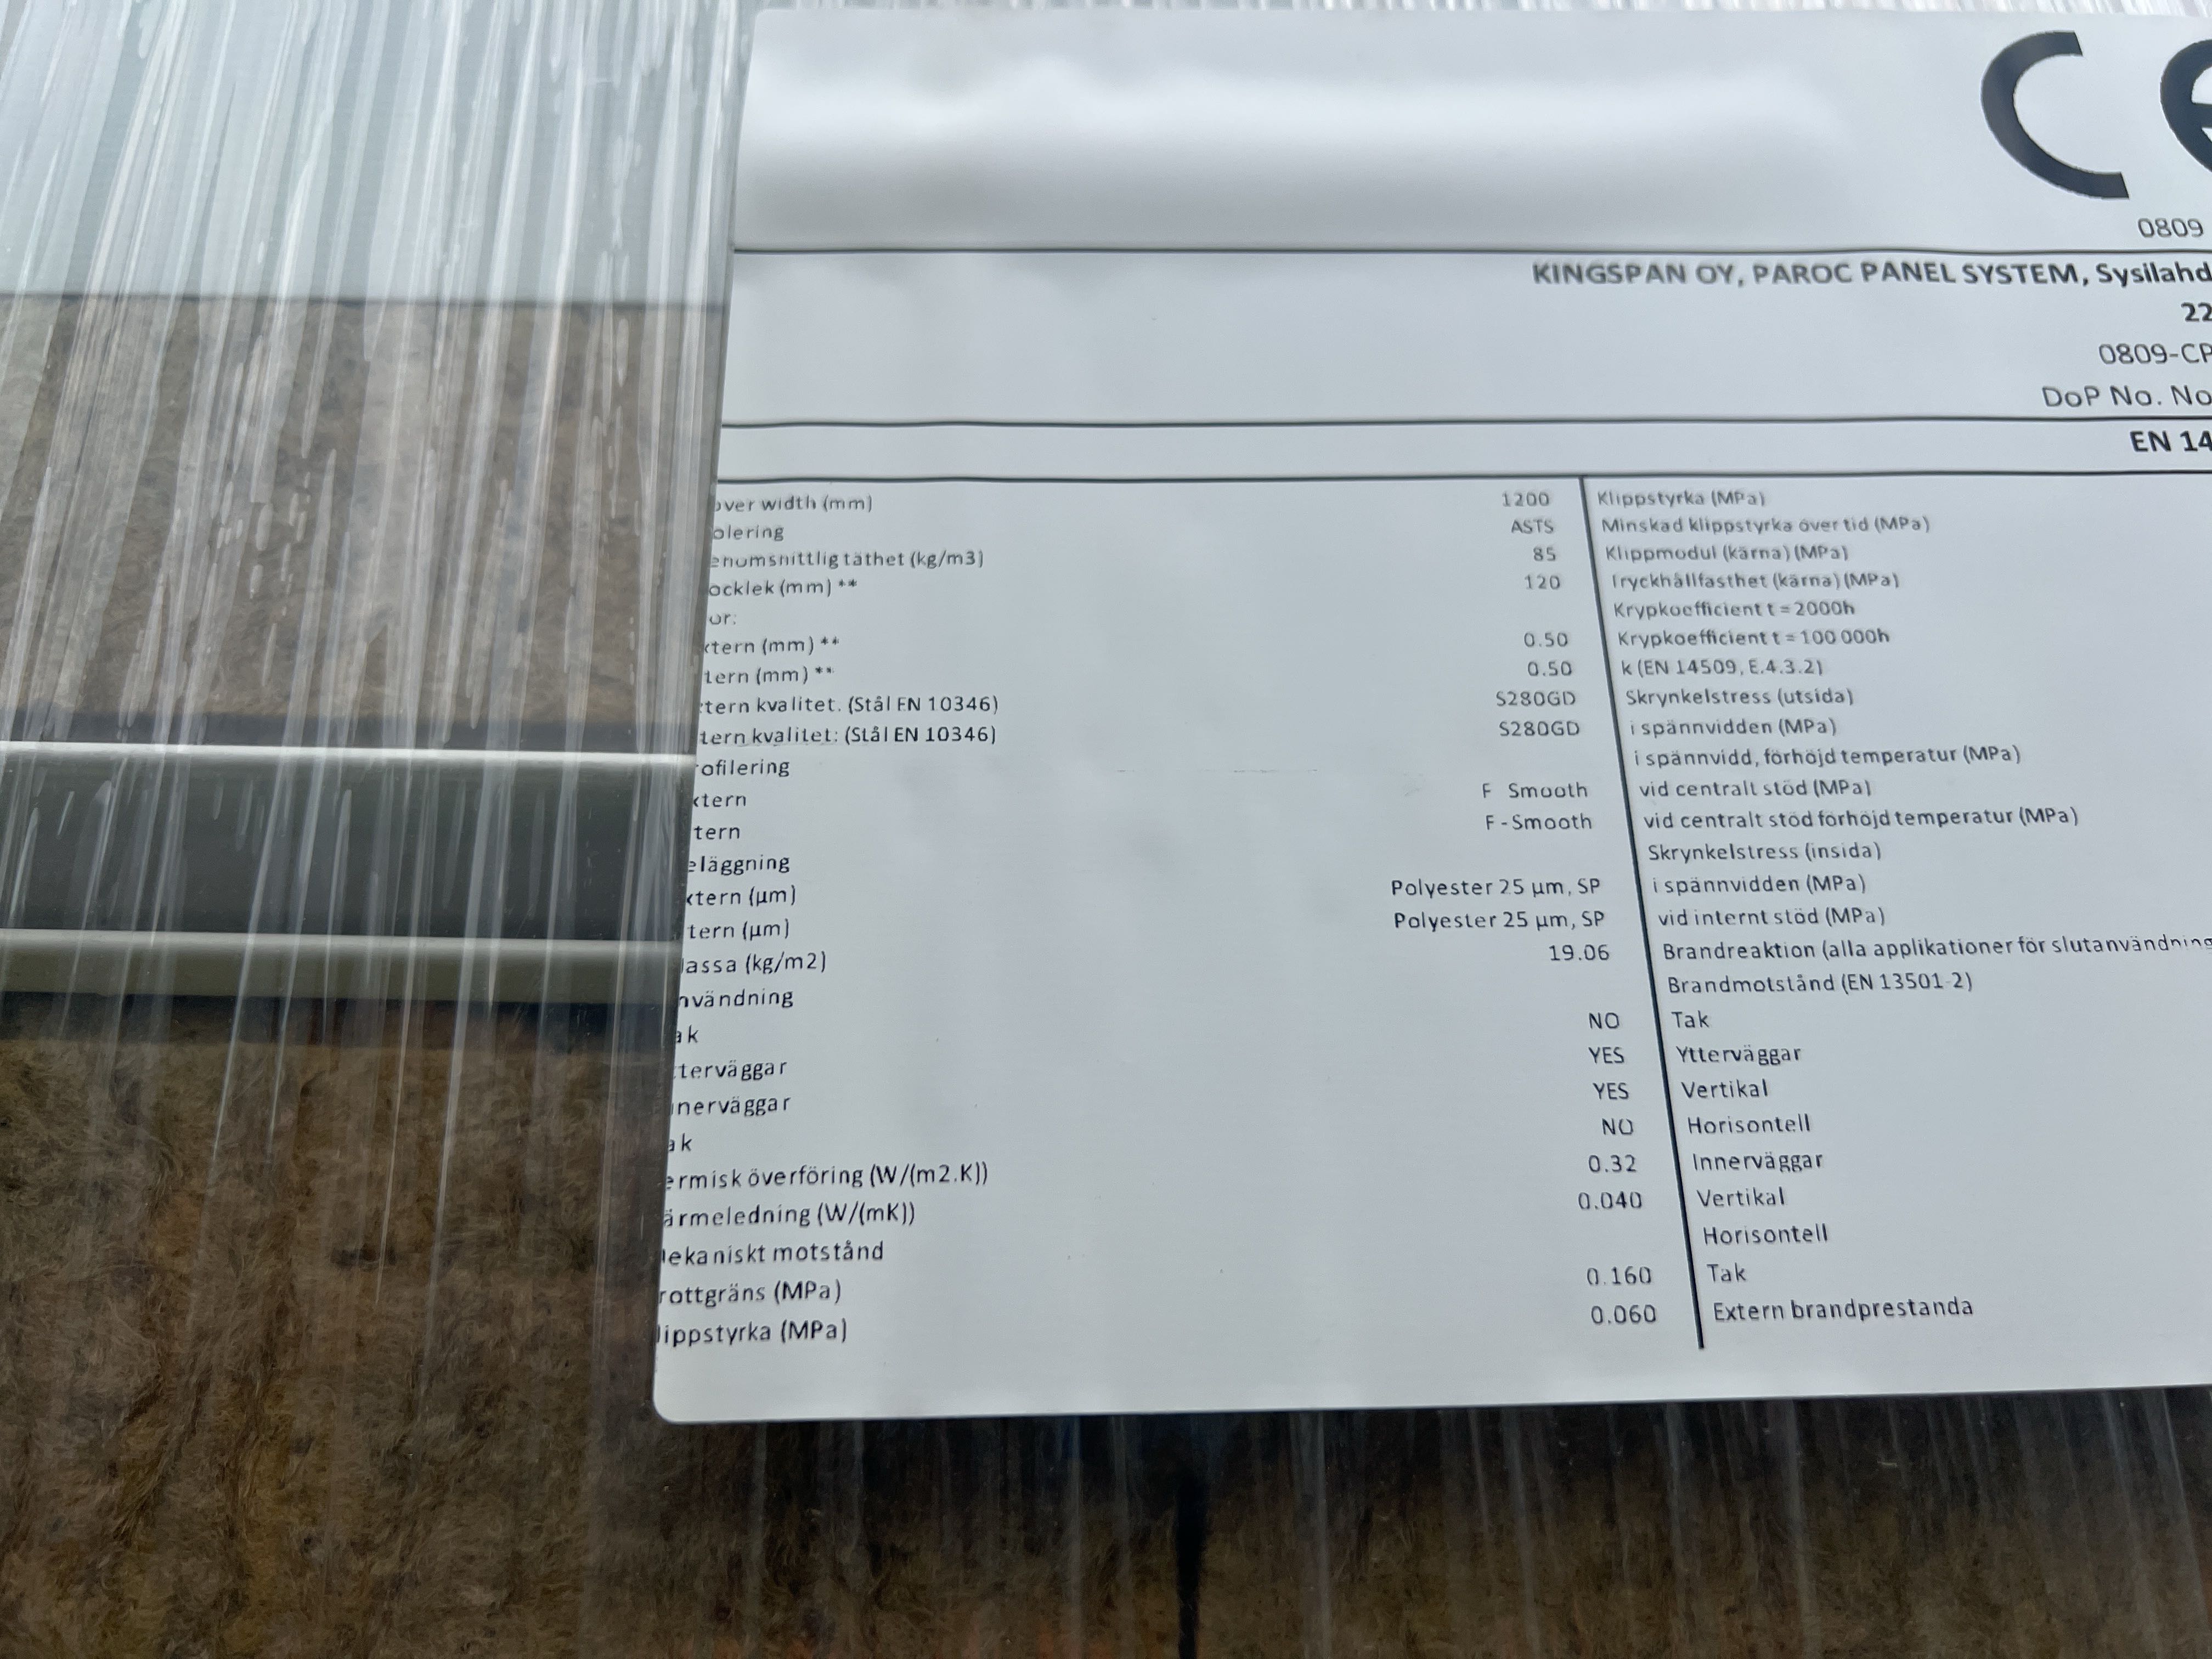 CE
0809
KINGSPAN OY, PAROC PANEL SYSTEM, Sysilahd
22
0809-CP
DoP No. No
EN 14
over width (mm) 1200
olering ASTS
enomsnittlig täthet (kg/m3) 85
ocklek (mm) ** 120
or:
xtern (mm) ** 0.50
tern (mm) ** 0.50
xtern kvalitet. (Stål EN 10346) S280GD
tern kvalitet: (Stål EN 10346) S280GD
rofilering
xtern F Smooth
tern F - Smooth
eläggning
xtern (µm) Polyester 25 µm, SP
tern (µm) Polyester 25 µm, SP
lassa (kg/m2) 19.06
nvändning
ak NO
tterväggar YES
nnerväggar YES
ak NO
ermisk överföring (W/(m2.K)) 0.32
ärmeledning (W/(mK)) 0.040
lekaniskt motstånd
rottgräns (MPa) 0.160
lippstyrka (MPa) 0.060
Klippstyrka (MPa)
Minskad klippstyrka över tid (MPa)
Klippmodul (kärna) (MPa)
Tryckhållfasthet (kärna) (MPa)
Krypkoefficient t = 2000h
Krypkoefficient t = 100 000h
k (EN 14509, E.4.3.2)
Skrynkelstress (utsida)
i spännvidden (MPa)
i spännvidd, förhöjd temperatur (MPa)
vid centralt stöd (MPa)
vid centralt stöd förhöjd temperatur (MPa)
Skrynkelstress (insida)
i spännvidden (MPa)
vid internt stöd (MPa)
Brandreaktion (alla applikationer för slutanvändning
Brandmotstånd (EN 13501-2)
Tak
Ytterväggar
Vertikal
Horisontell
Innerväggar
Vertikal
Horisontell
Tak
Extern brandprestanda